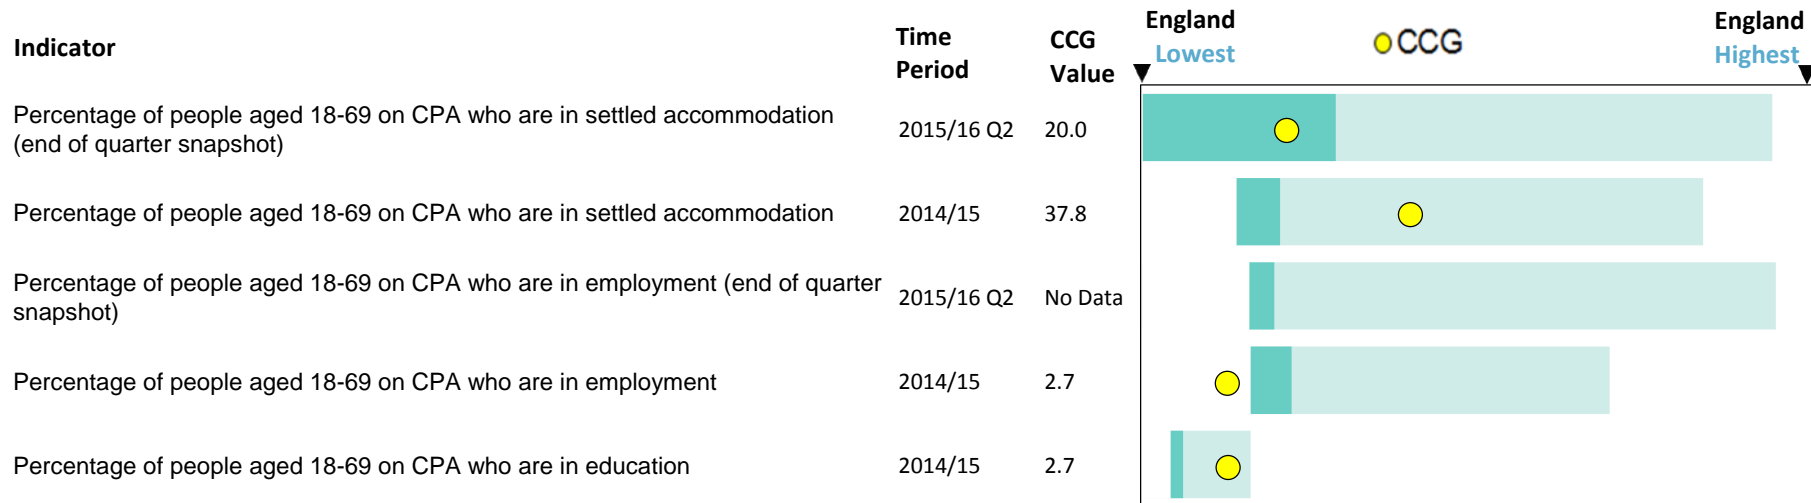 Indicator
Time Period
CCG Value
England Lowest
CCG
England Highest
Percentage of people aged 18-69 on CPA who are in settled accommodation
(end of quarter snapshot)
2015/16 Q2
20.0
Percentage of people aged 18-69 on CPA who are in settled accommodation
2014/15
37.8
Percentage of people aged 18-69 on CPA who are in employment (end of quarter
snapshot)
2015/16 Q2
No Data
Percentage of people aged 18-69 on CPA who are in employment
2014/15
2.7
Percentage of people aged 18-69 on CPA who are in education
2014/15
2.7